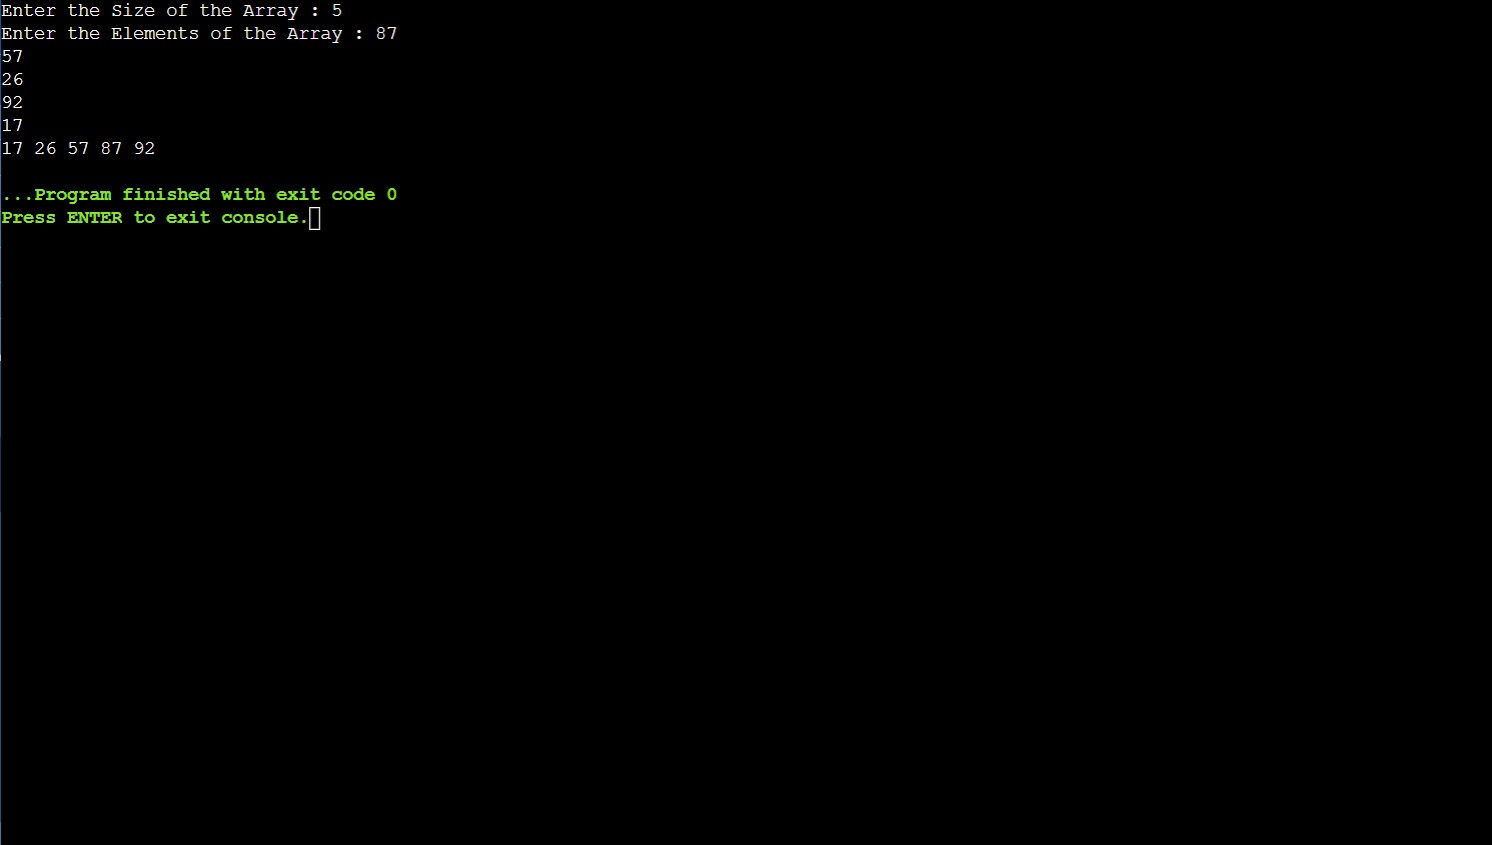 Enter the Size of the Array : 5
Enter the Elements of the Array : 87
57
26
92
17
17 26 57 87 92
...Program finished with exit code 0
Press ENTER to exit console.